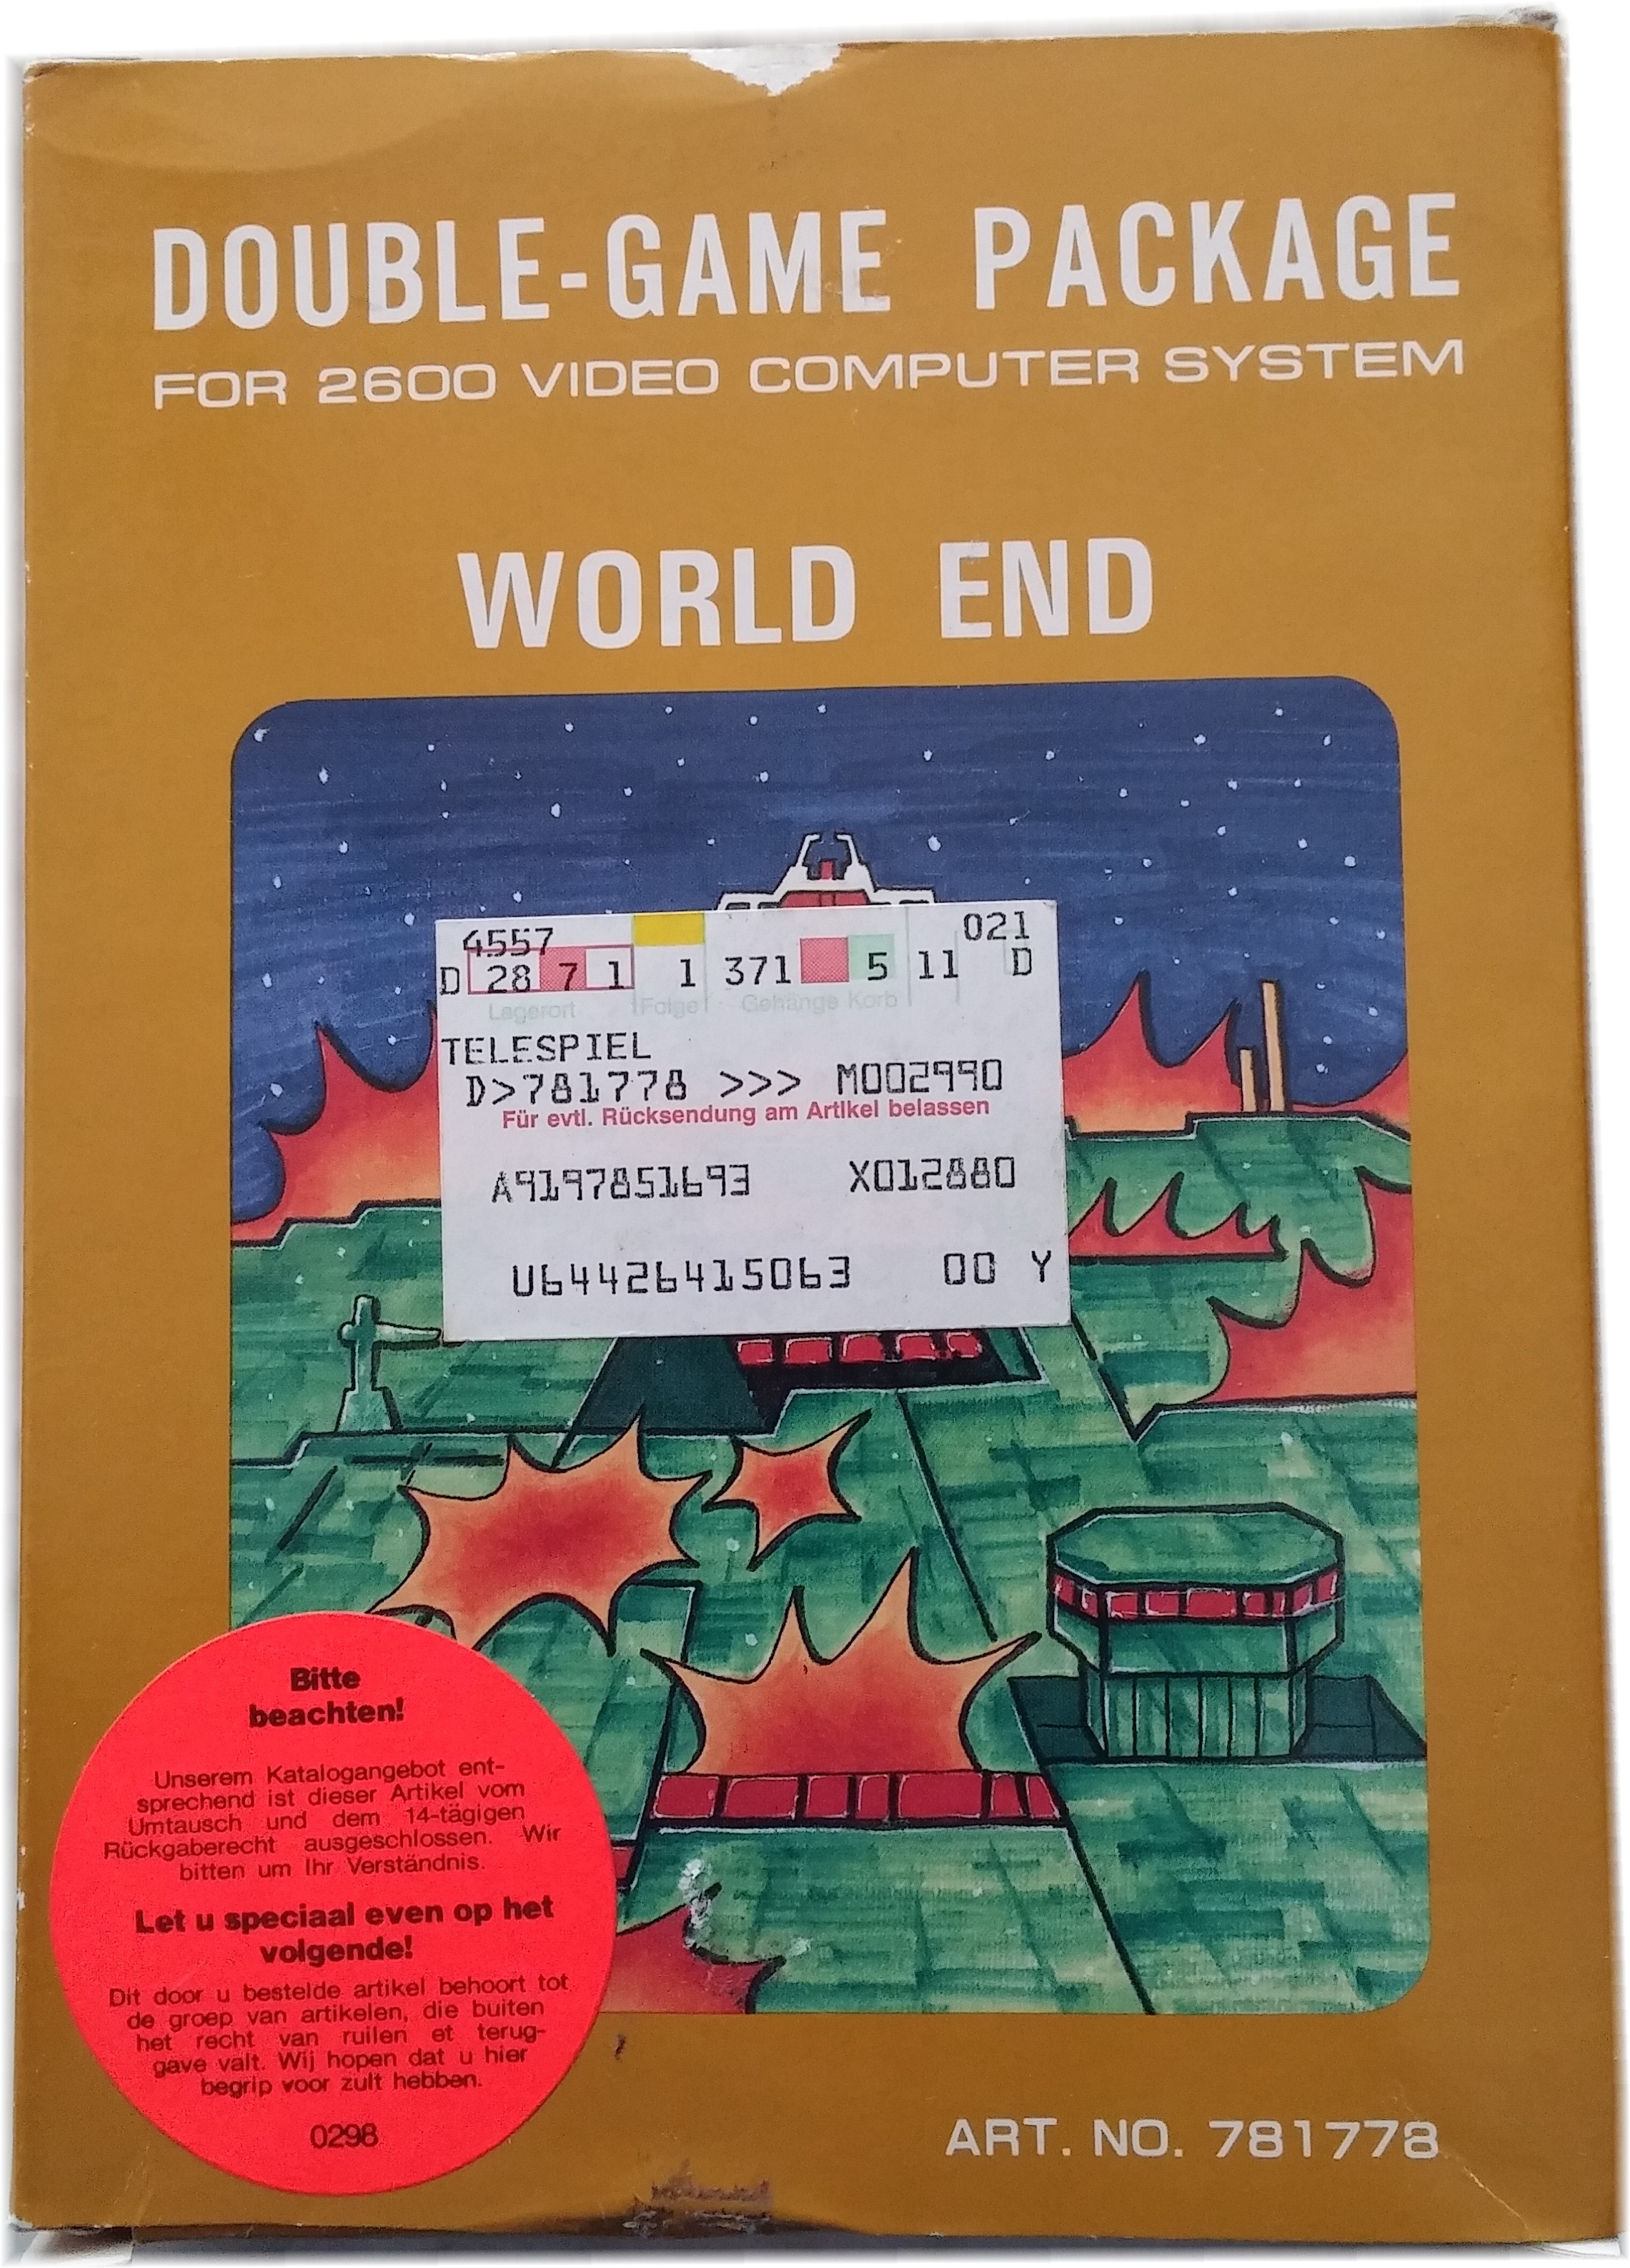 DOUBLE-GAME PACKAGE
FOR 2600 VIDEO COMPUTER SYSTEM
WORLD END
4557 021
D 28 7 1 1 371 5 11 D
Lagerort Folge Gehänge Korb
TELESPIEL
D>781778 >>> M002990
Für evtl. Rücksendung am Artikel belassen
A9197851693 X012880
U64426415063 00 Y
Bitte
beachten!
Unserem Katalogangebot ent-
sprechend ist dieser Artikel vom
Umtausch und dem 14-tägigen
Rückgaberecht ausgeschlossen. Wir
bitten um Ihr Verständnis.
Let u speciaal even op het
volgende!
Dit door u bestelde artikel behoort tot
de groep van artikelen, die buiten
het recht van ruilen et terug-
gave valt. Wij hopen dat u hier
begrip voor zult hebben.
0298
ART. NO. 781778